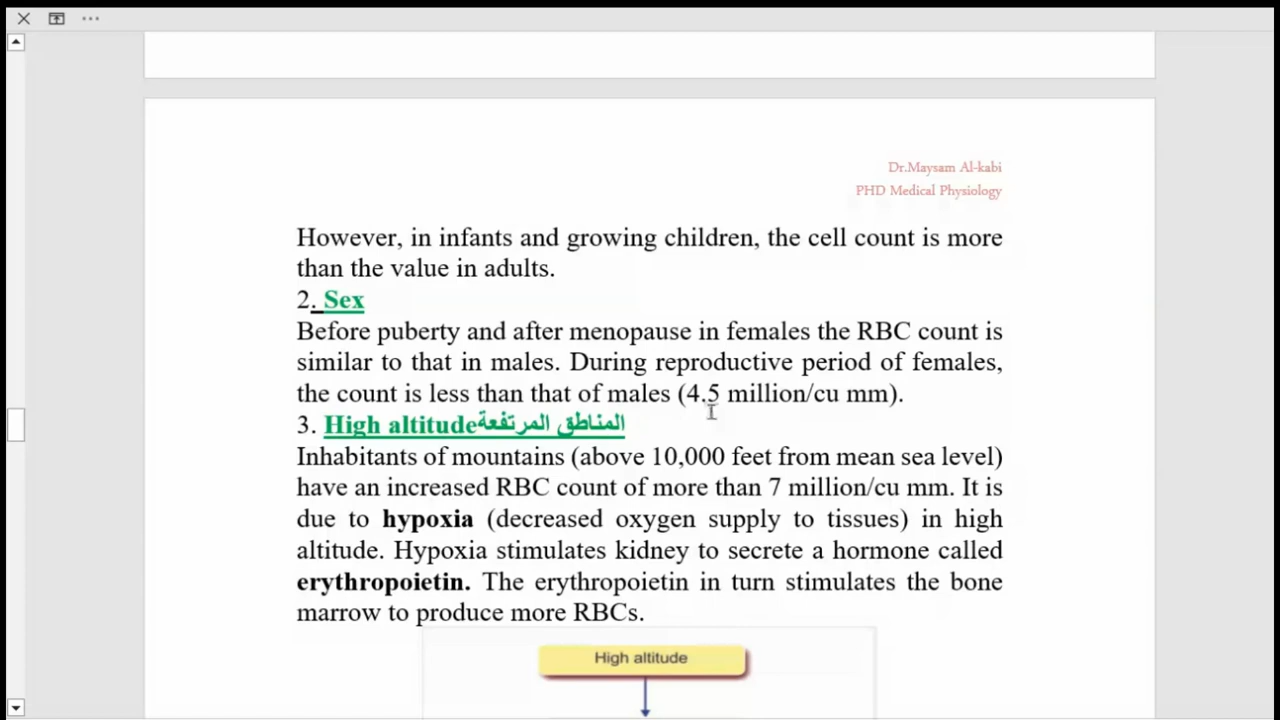 Dr.Maysam Al-kabi
PHD Medical Physiology
However, in infants and growing children, the cell count is more
than the value in adults.
2. Sex
Before puberty and after menopause in females the RBC count is
similar to that in males. During reproductive period of females,
the count is less than that of males (4.5 million/cu mm).
3. High altitudeالمناطق المرتفعة
Inhabitants of mountains (above 10,000 feet from mean sea level)
have an increased RBC count of more than 7 million/cu mm. It is
due to hypoxia (decreased oxygen supply to tissues) in high
altitude. Hypoxia stimulates kidney to secrete a hormone called
erythropoietin. The erythropoietin in turn stimulates the bone
marrow to produce more RBCs.
High altitude